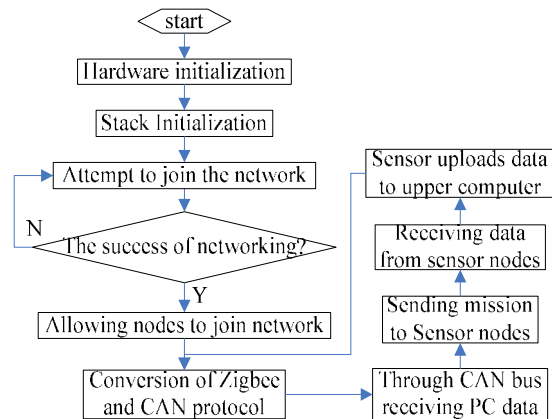 start
Hardware initialization
Stack Initialization
Attempt to join the network
N
The success of networking?
Y
Allowing nodes to join network
Conversion of Zigbee
and CAN protocol
Through CAN bus
receiving PC data
Sending mission
to Sensor nodes
Receiving data
from sensor nodes
Sensor uploads data
to upper computer